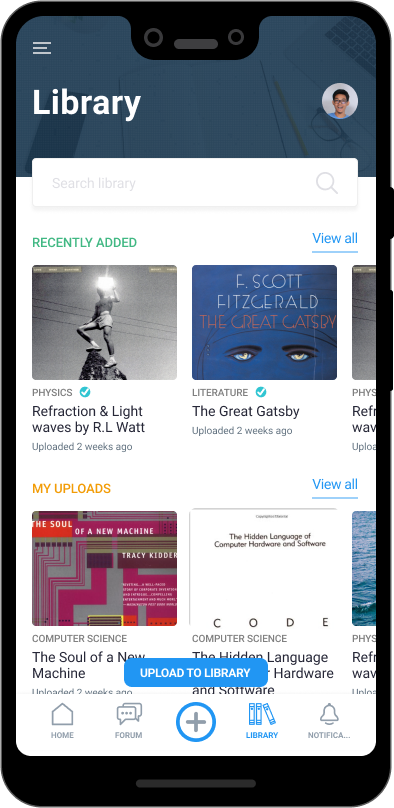 Library
Search library
RECENTLY ADDED
View all
F. SCOTT
FITZGERALD
THE GREAT GATSBY
PHYSICS
LITERATURE
PHYS
Refraction & Light
waves by R.L Watt
The Great Gatsby
Refr
wav
Uploaded 2 weeks ago
Uploaded 2 weeks ago
Uploa
MY UPLOADS
View all
THE SOUL
OF A NEW MACHINE
TRACY KIDDER
The Hidden Language of
Computer Hardware and Software
C O D E
COMPUTER SCIENCE
COMPUTER SCIENCE
PHYS
The Soul of a New
Machine
The Hidden Language
Hardware
and Software
Refr
wav
Uploaded 2 weeks ago
UPLOAD TO LIBRARY
HOME
FORUM
LIBRARY
NOTIFICA...